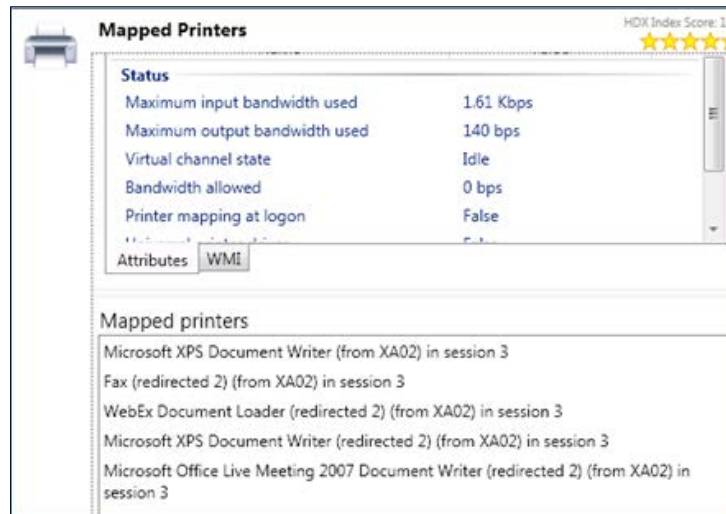 Mapped Printers
HDX Index Score: 1
Status
Maximum input bandwidth used 1.61 Kbps
Maximum output bandwidth used 140 bps
Virtual channel state Idle
Bandwidth allowed 0 bps
Printer mapping at logon False
Attributes WMI
Mapped printers
Microsoft XPS Document Writer (from XA02) in session 3
Fax (redirected 2) (from XA02) in session 3
WebEx Document Loader (redirected 2) (from XA02) in session 3
Microsoft XPS Document Writer (redirected 2) (from XA02) in session 3
Microsoft Office Live Meeting 2007 Document Writer (redirected 2) (from XA02) in
session 3